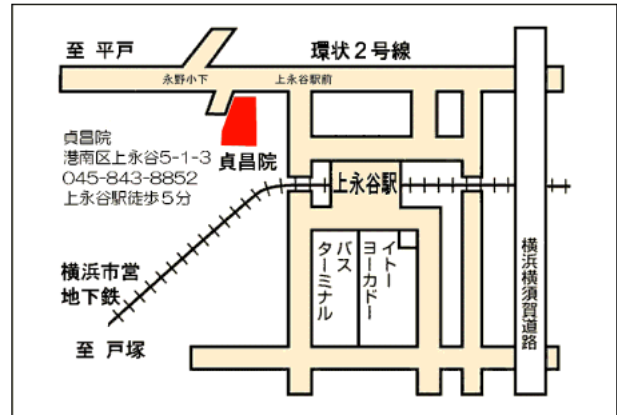 至 平戸
環状2号線
永野小下
上永谷駅前
貞昌院
港南区上永谷5-1-3
045-843-8852
上永谷駅徒歩5分
貞昌院
上永谷駅
横浜市営
地下鉄
至 戸塚
バス
ターミナル
イトー
ヨーカドー
横浜横須賀道路